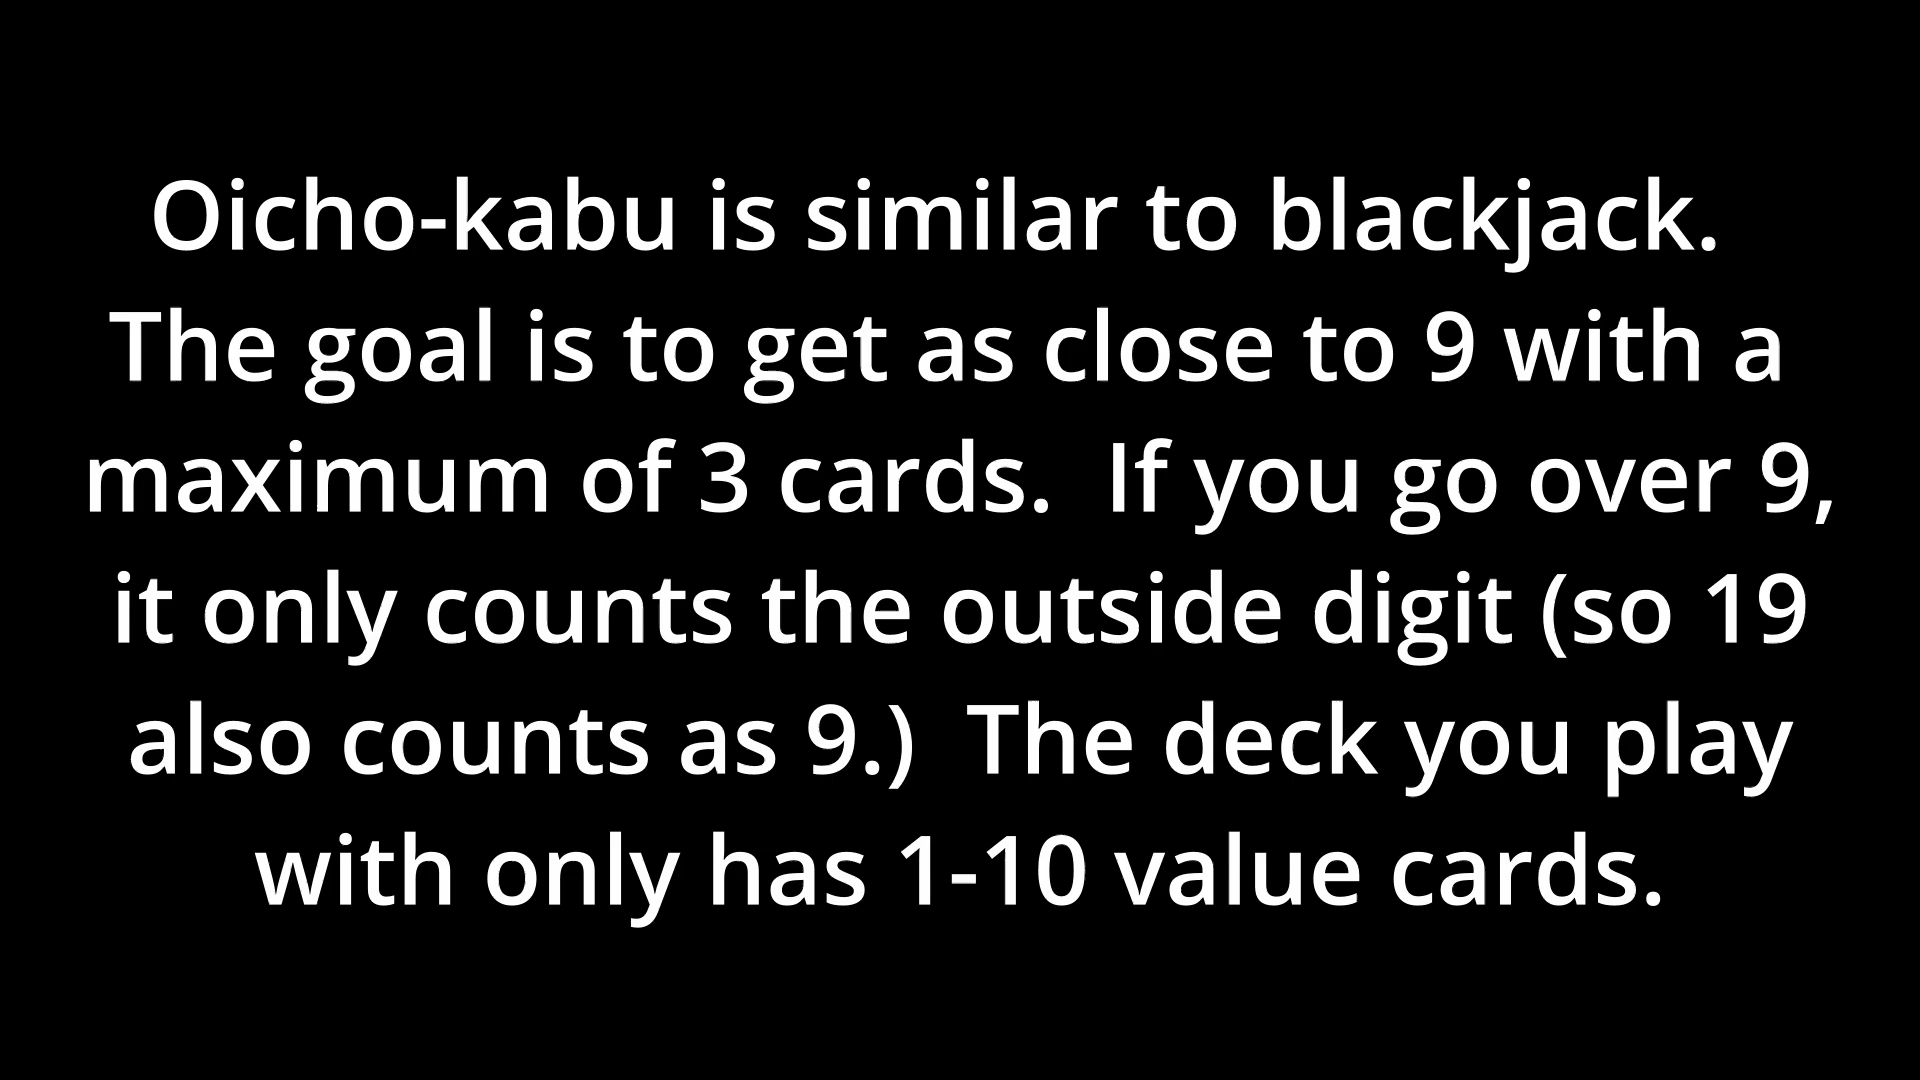 Oicho-kabu is similar to blackjack.
The goal is to get as close to 9 with a
maximum of 3 cards.  If you go over 9,
it only counts the outside digit (so 19
also counts as 9.)  The deck you play
with only has 1-10 value cards.